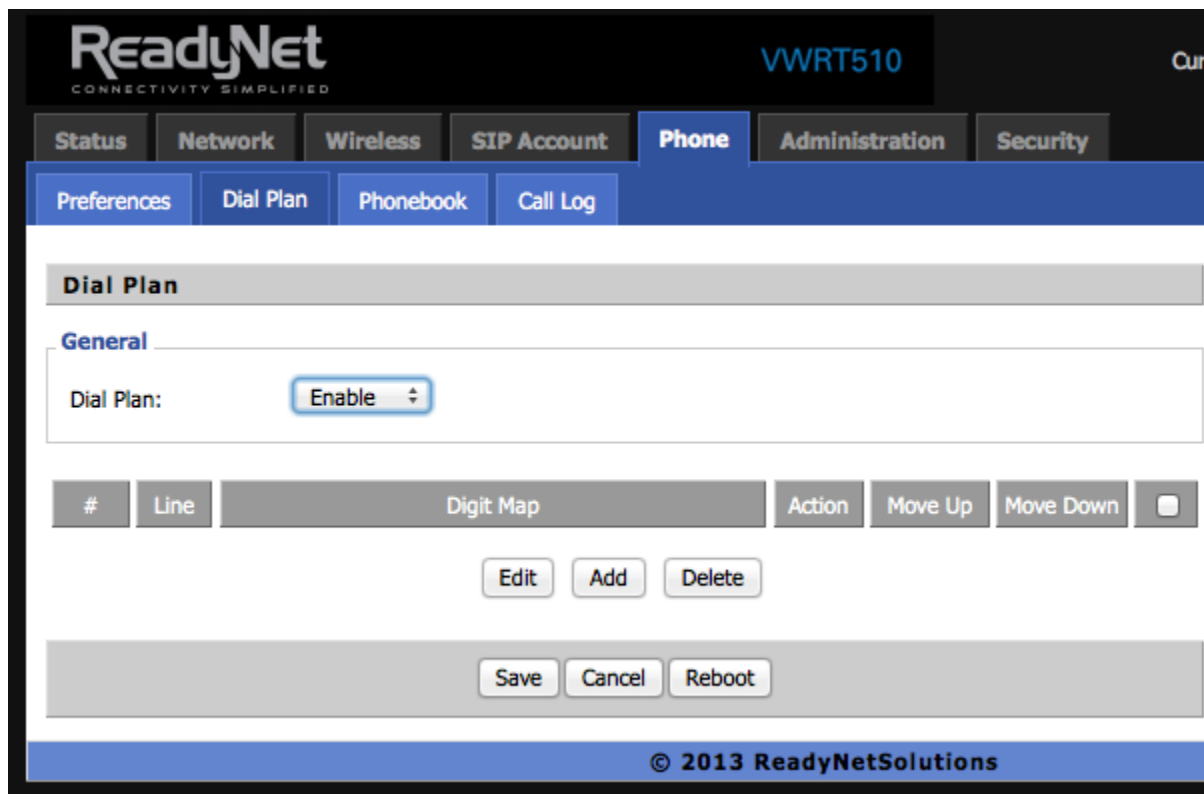 ReadyNet
CONNECTIVITY SIMPLIFIED
VWRT510
Cur
Status Network Wireless SIP Account Phone Administration Security
Preferences Dial Plan Phonebook Call Log
Dial Plan
General
Dial Plan: Enable
# Line Digit Map Action Move Up Move Down
Edit Add Delete
Save Cancel Reboot
© 2013 ReadyNetSolutions